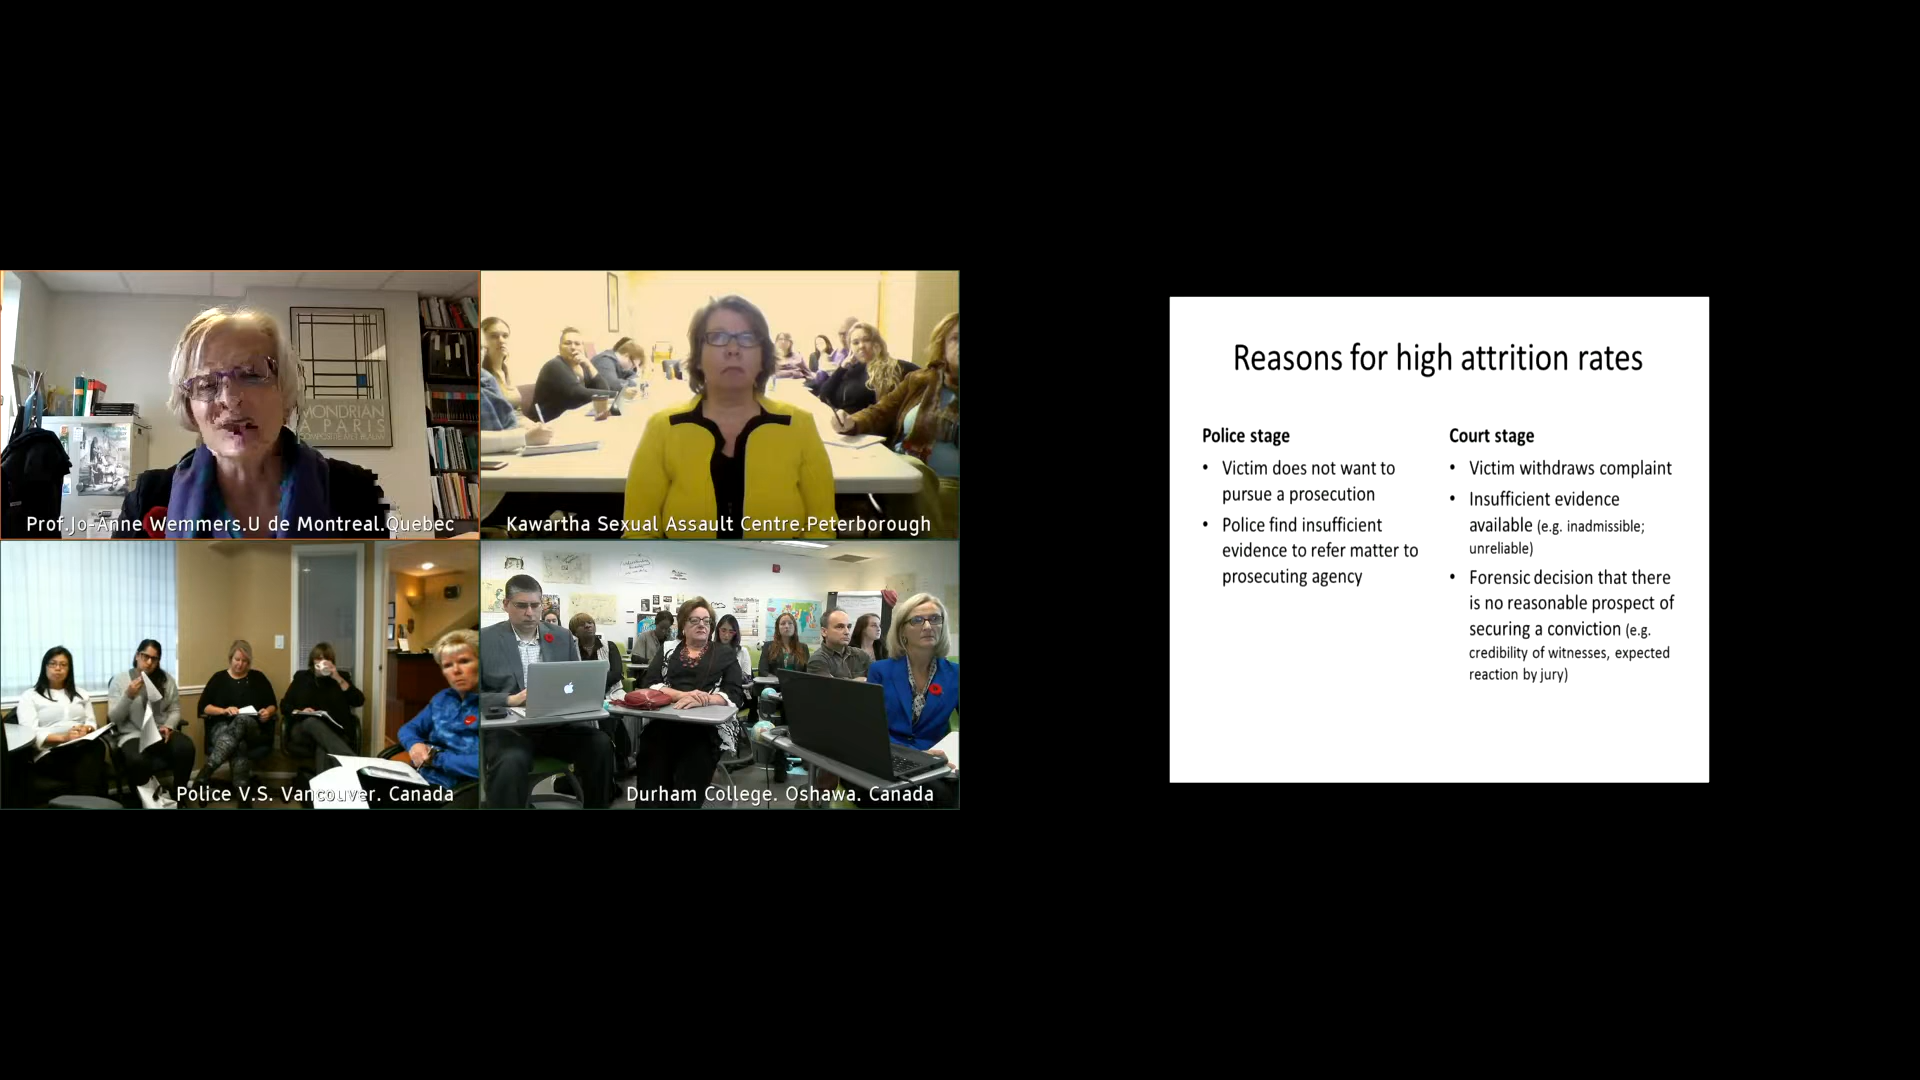 MONDRIAN
A PARIS
Prof.Jo-Anne Wemmers.U de Montreal.Quebec
Kawartha Sexual Assault Centre.Peterborough
Police V.S. Vancouver. Canada
Durham College. Oshawa. Canada
Reasons for high attrition rates
Police stage
• Victim does not want to
pursue a prosecution
• Police find insufficient
evidence to refer matter to
prosecuting agency
Court stage
• Victim withdraws complaint
• Insufficient evidence
available (e.g. inadmissible;
unreliable)
• Forensic decision that there
is no reasonable prospect of
securing a conviction (e.g.
credibility of witnesses, expected
reaction by jury)